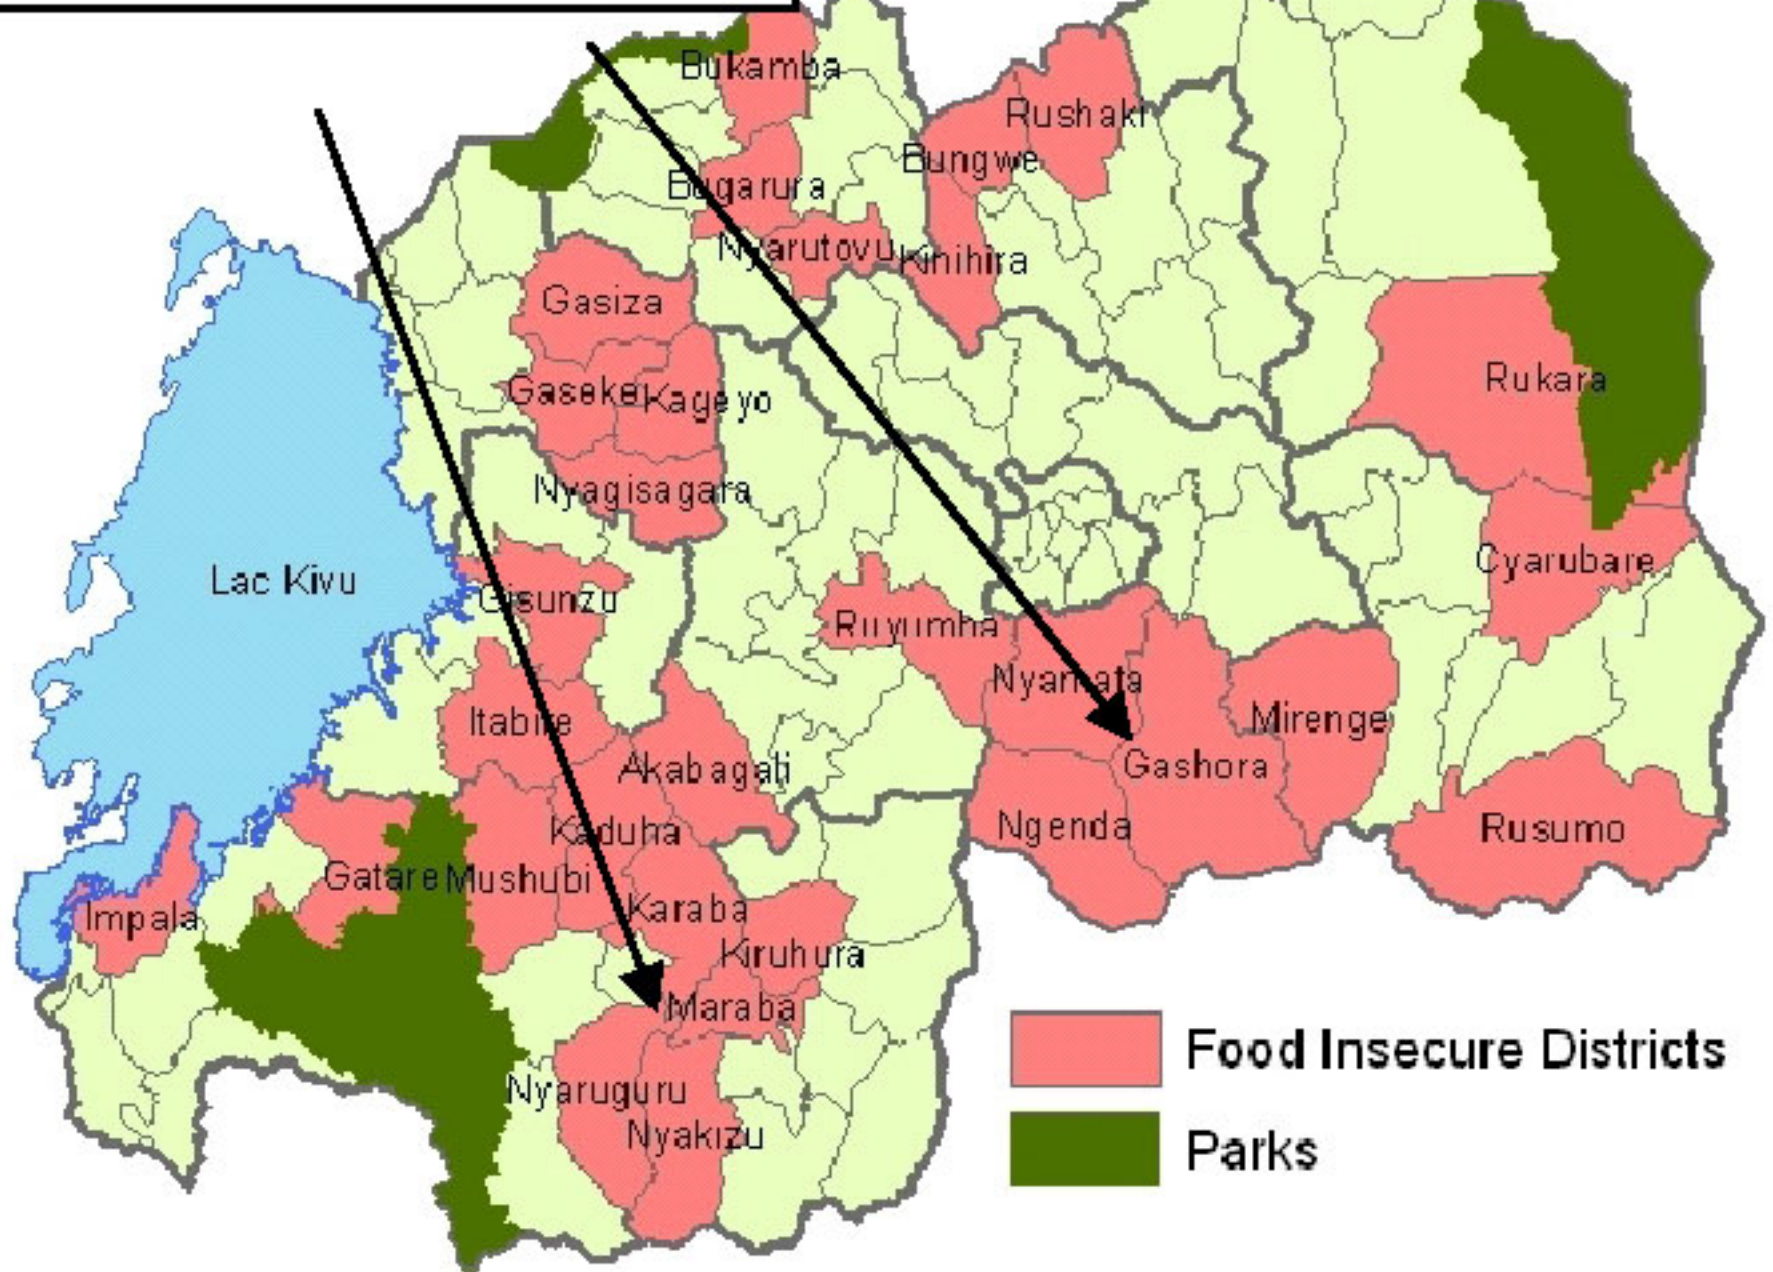 Bukamba
Rushaki
Bungwe
Bugarura
Nyarutovu
Kinihira
Gasiza
Rukara
Gaseke
Kageyo
Nyagisagara
Cyarubare
Lac Kivu
Gisunzu
Ruyumba
Nyamata
Itabire
Mirenge
Akabagati
Gashora
Kaduha
Ngenda
Rusumo
Gatare
Mushubi
Karaba
Impala
Kiruhura
Maraba
Food Insecure Districts
Nyaruguru
Nyakizu
Parks